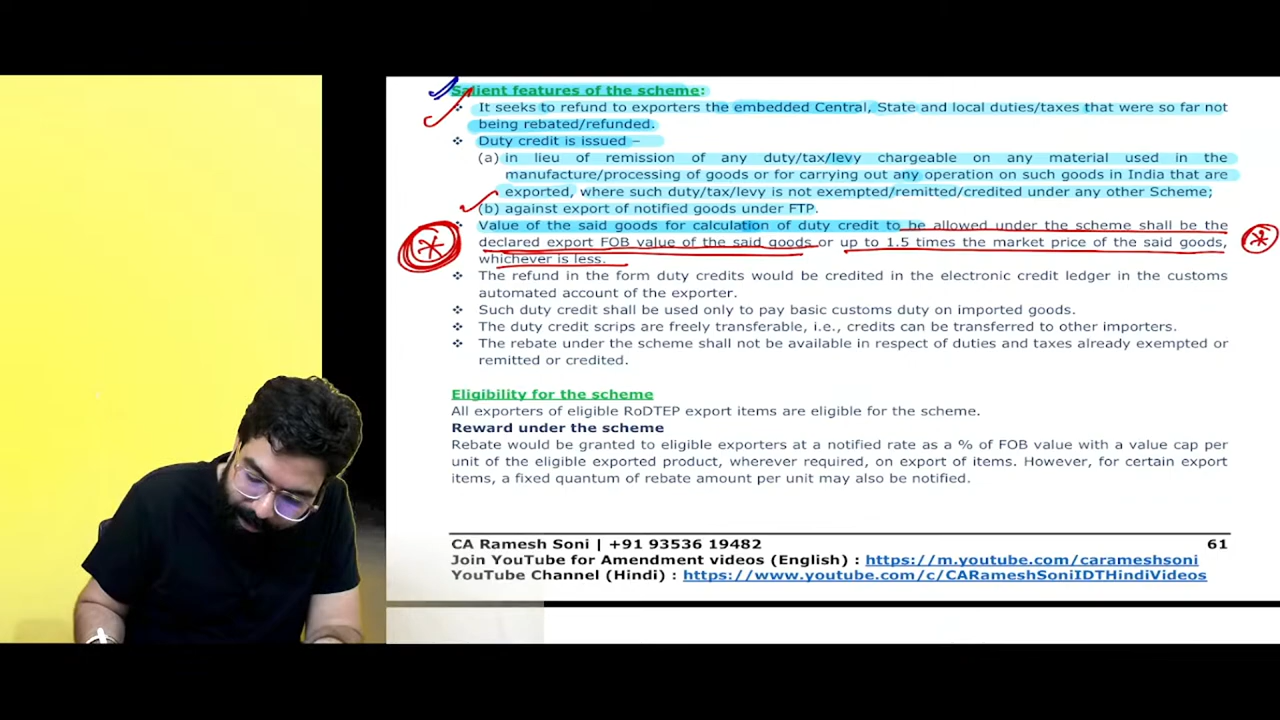 Salient features of the scheme:
❖ It seeks to refund to exporters the embedded Central, State and local duties/taxes that were so far not
being rebated/refunded.
❖ Duty credit is issued –
(a) in lieu of remission of any duty/tax/levy chargeable on any material used in the
manufacture/processing of goods or for carrying out any operation on such goods in India that are
exported, where such duty/tax/levy is not exempted/remitted/credited under any other Scheme;
(b) against export of notified goods under FTP.
❖ Value of the said goods for calculation of duty credit to be allowed under the scheme shall be the
declared export FOB value of the said goods or up to 1.5 times the market price of the said goods,
whichever is less.
❖ The refund in the form duty credits would be credited in the electronic credit ledger in the customs
automated account of the exporter.
❖ Such duty credit shall be used only to pay basic customs duty on imported goods.
❖ The duty credit scrips are freely transferable, i.e., credits can be transferred to other importers.
❖ The rebate under the scheme shall not be available in respect of duties and taxes already exempted or
remitted or credited.
Eligibility for the scheme
All exporters of eligible RoDTEP export items are eligible for the scheme.
Reward under the scheme
Rebate would be granted to eligible exporters at a notified rate as a % of FOB value with a value cap per
unit of the eligible exported product, wherever required, on export of items. However, for certain export
items, a fixed quantum of rebate amount per unit may also be notified.
CA Ramesh Soni | +91 93536 19482 61
Join YouTube for Amendment videos (English) : https://m.youtube.com/carameshsoni
YouTube Channel (Hindi) : https://www.youtube.com/c/CARameshSoniIDTHindiVideos